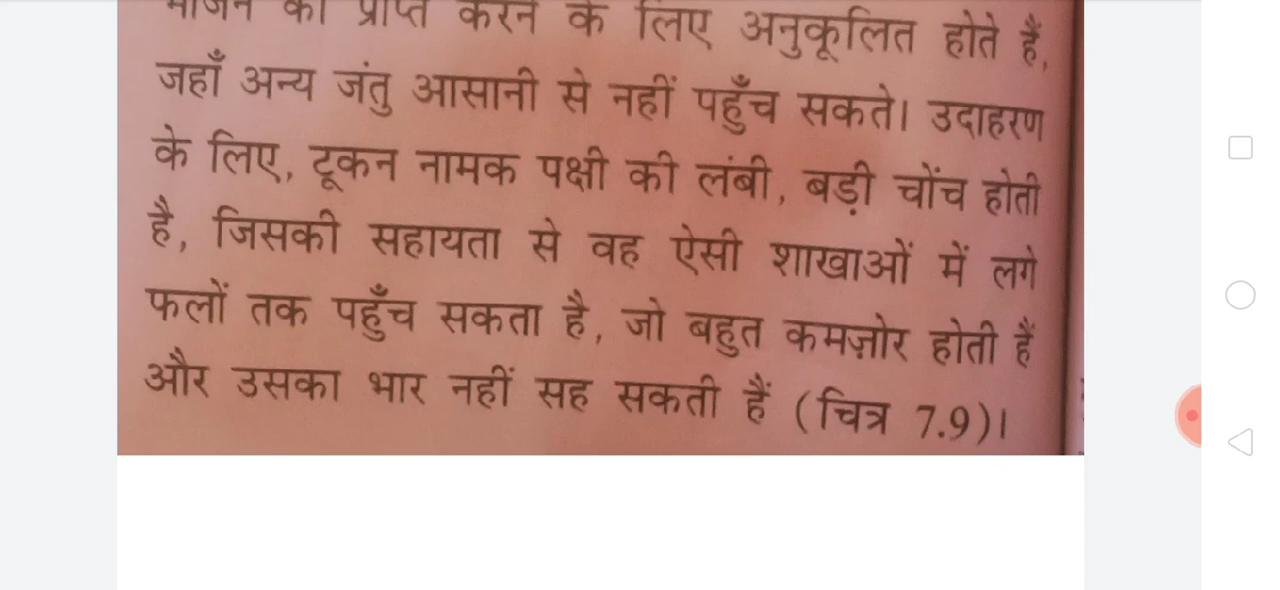 भोजन को प्राप्त करने के लिए अनुकूलित होते हैं,
जहाँ अन्य जंतु आसानी से नहीं पहुँच सकते। उदाहरण
के लिए, टूकन नामक पक्षी की लंबी, बड़ी चोंच होती
है, जिसकी सहायता से वह ऐसी शाखाओं में लगे
फलों तक पहुँच सकता है, जो बहुत कमज़ोर होती हैं
और उसका भार नहीं सह सकती हैं (चित्र 7.9)।